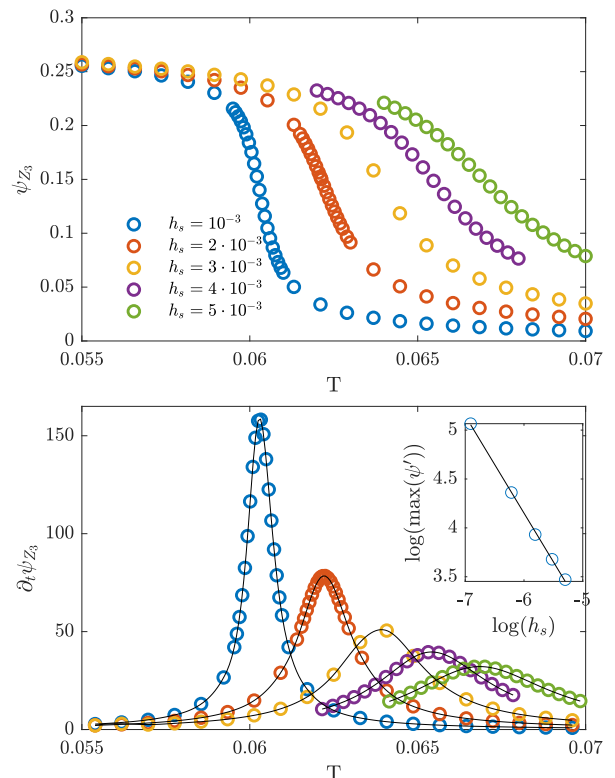 0.3
0.25
0.2
0.15
0.1
0.05
0
ψ_{Z_3}
h_s = 10^{-3}
h_s = 2 · 10^{-3}
h_s = 3 · 10^{-3}
h_s = 4 · 10^{-3}
h_s = 5 · 10^{-3}
0.055 0.06 0.065 0.07
T
150
100
50
0
∂_tψ_{Z_3}
5
4.5
4
3.5
log(max(ψ′))
-7 -6 -5
log(h_s)
0.055 0.06 0.065 0.07
T